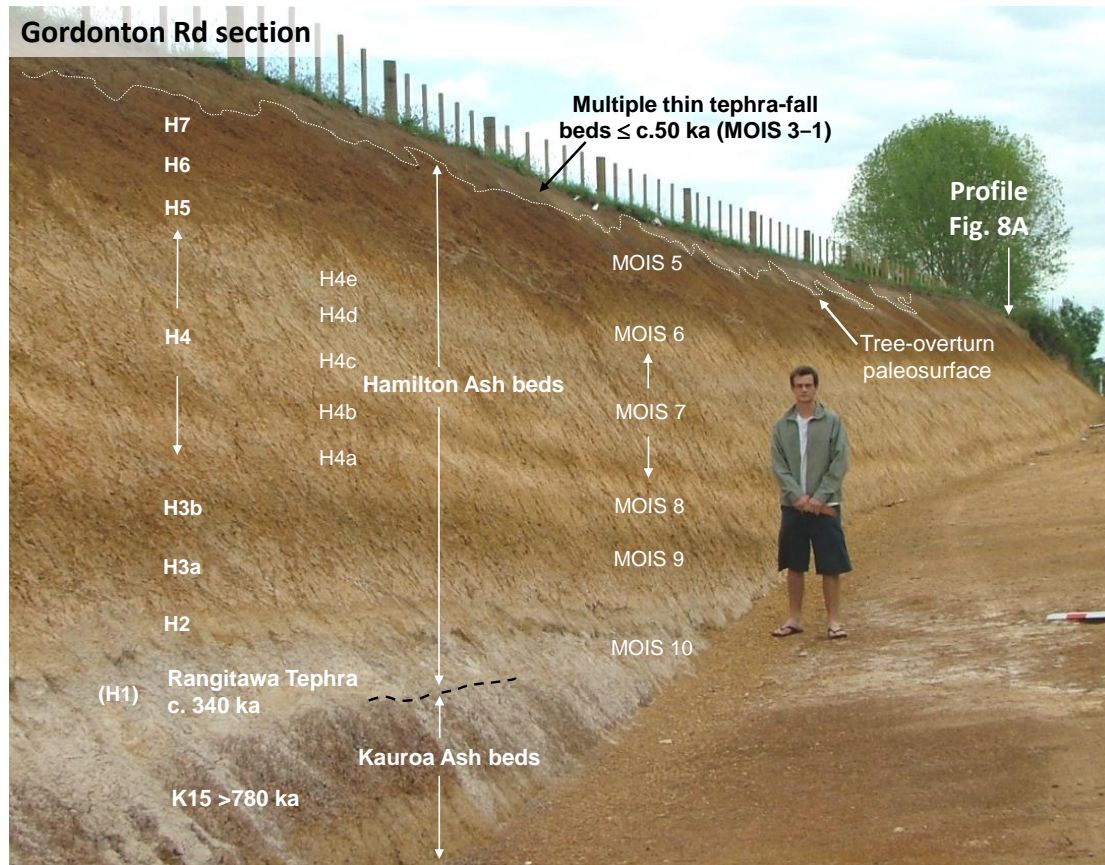 Gordonton Rd section
Multiple thin tephra-fall
beds ≤ c.50 ka (MOIS 3–1)
Profile
Fig. 8A
Tree-overturn
paleosurface
H7
H6
H5
H4
H3b
H3a
H2
(H1)
Rangitawa Tephra
c. 340 ka
K15 >780 ka
H4e
H4d
H4c
H4b
H4a
Hamilton Ash beds
Kauroa Ash beds
MOIS 5
MOIS 6
MOIS 7
MOIS 8
MOIS 9
MOIS 10